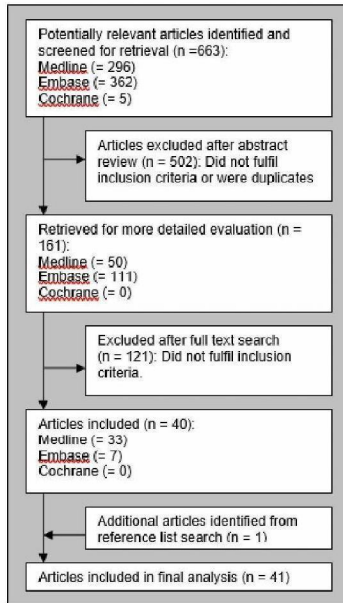 Potentially relevant articles identified and
screened for retrieval (n =663):
Medline (= 296)
Embase (= 362)
Cochrane (= 5)
Articles excluded after abstract
review (n = 502): Did not fulfil
inclusion criteria or were duplicates
Retrieved for more detailed evaluation (n =
161):
Medline (= 50)
Embase (= 111)
Cochrane (= 0)
Excluded after full text search
(n = 121): Did not fulfil inclusion
criteria.
Articles included (n = 40):
Medline (= 33)
Embase (= 7)
Cochrane (= 0)
Additional articles identified from
reference list search (n = 1)
Articles included in final analysis (n = 41)